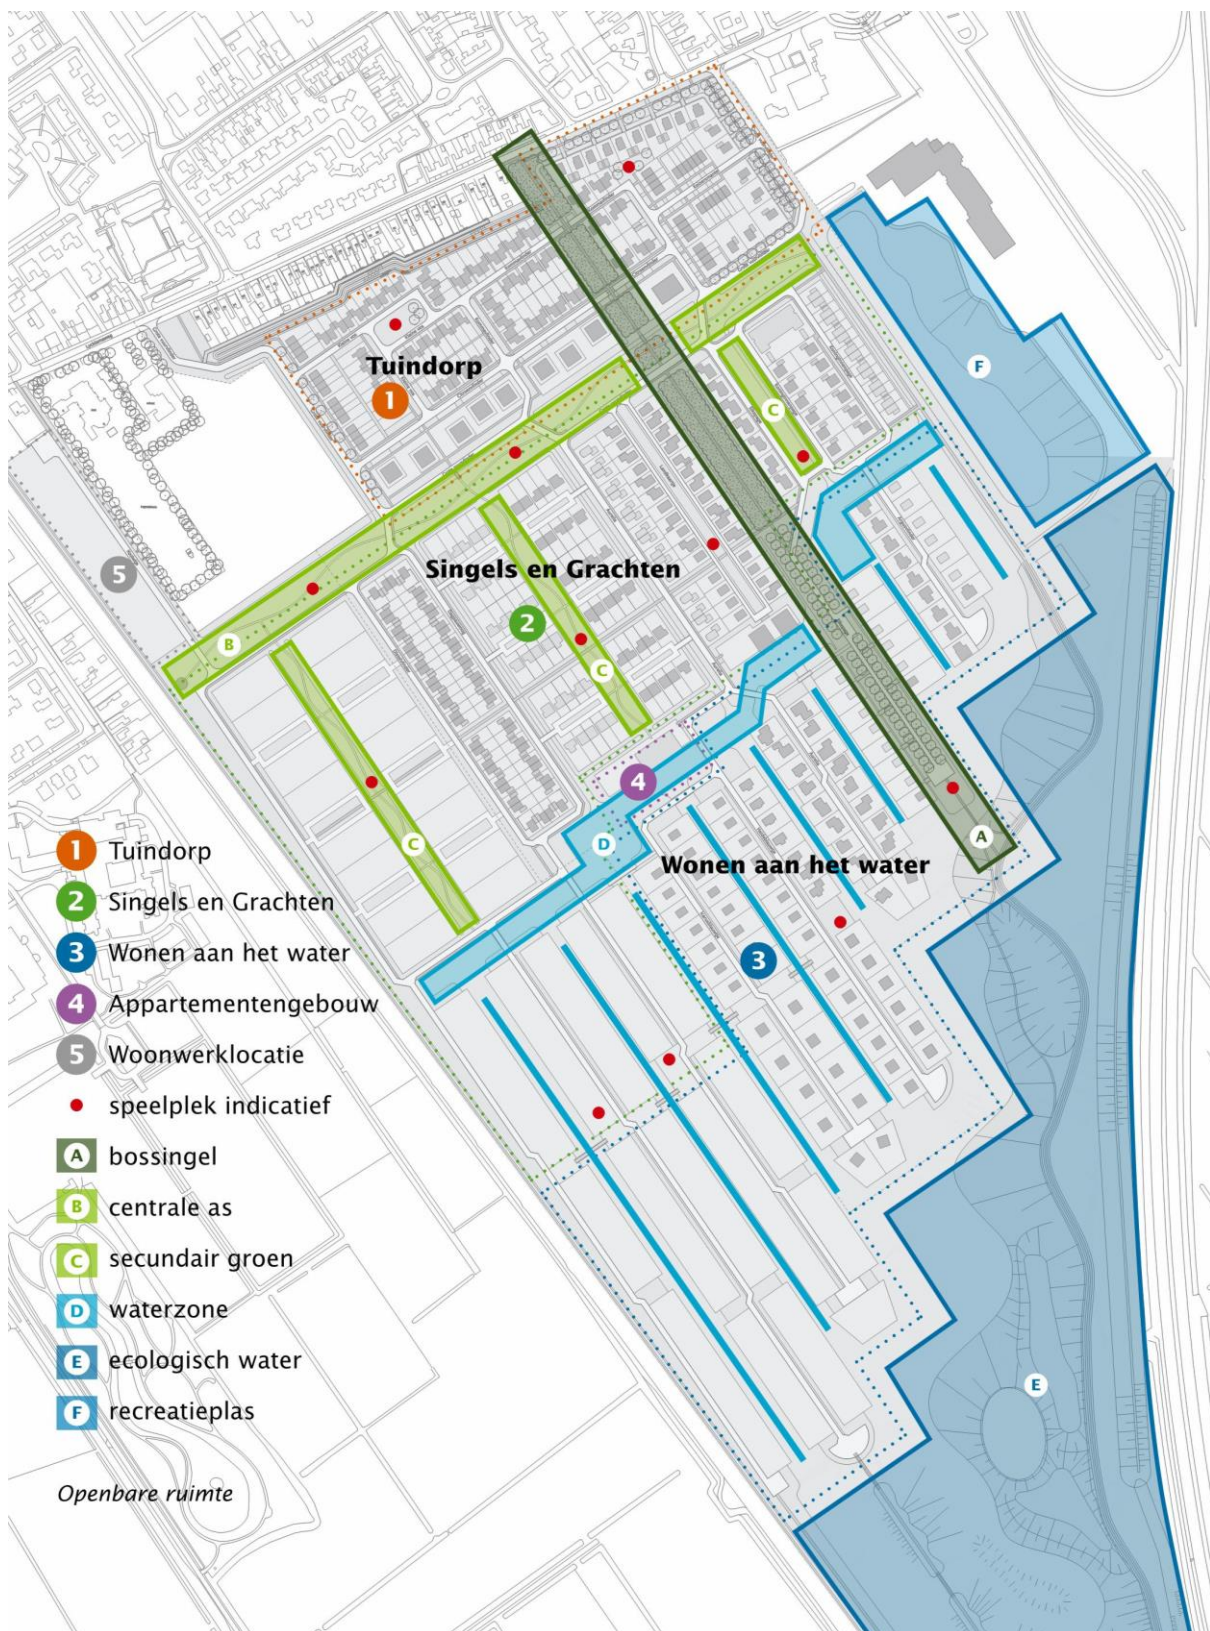 F
Tuindorp
1
C
5
Singels en Grachten
2
B
C
4
A
C
D
Wonen aan het water
3
E
1 Tuindorp
2 Singels en Grachten
3 Wonen aan het water
4 Appartementengebouw
5 Woonwerklocatie
speelplek indicatief
A bossingel
B centrale as
C secundair groen
D waterzone
E ecologisch water
F recreatieplas
Openbare ruimte